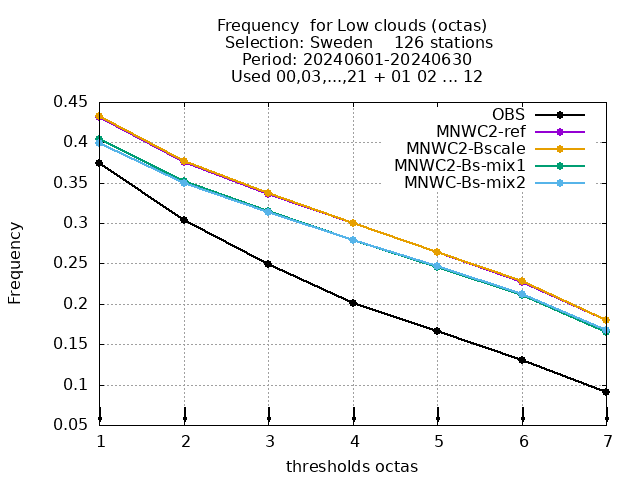 Frequency  for Low clouds (octas)
Selection: Sweden    126 stations
Period: 20240601-20240630
Used 00,03,...,21 + 01 02 ... 12
0.45
0.4
0.35
0.3
0.25
0.2
0.15
0.1
0.05
Frequency
OBS
MNWC2-ref
MNWC2-Bscale
MNWC2-Bs-mix1
MNWC-Bs-mix2
1 2 3 4 5 6 7
thresholds octas